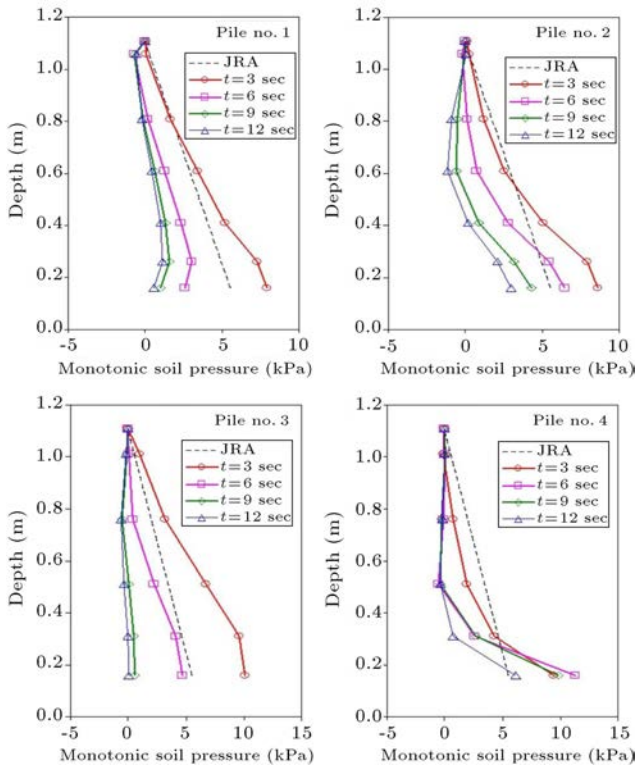 Pile no. 1
JRA
t=3 sec
t=6 sec
t=9 sec
t=12 sec
1.2
1.0
0.8
0.6
0.4
0.2
0.0
Depth (m)
-5 0 5 10
Monotonic soil pressure (kPa)
Pile no. 2
JRA
t=3 sec
t=6 sec
t=9 sec
t=12 sec
1.2
1.0
0.8
0.6
0.4
0.2
0.0
Depth (m)
-5 0 5 10
Monotonic soil pressure (kPa)
Pile no. 3
JRA
t=3 sec
t=6 sec
t=9 sec
t=12 sec
1.2
1.0
0.8
0.6
0.4
0.2
0.0
Depth (m)
-5 0 5 10 15
Monotonic soil pressure (kPa)
Pile no. 4
JRA
t=3 sec
t=6 sec
t=9 sec
t=12 sec
1.2
1.0
0.8
0.6
0.4
0.2
0.0
Depth (m)
-5 0 5 10 15
Monotonic soil pressure (kPa)